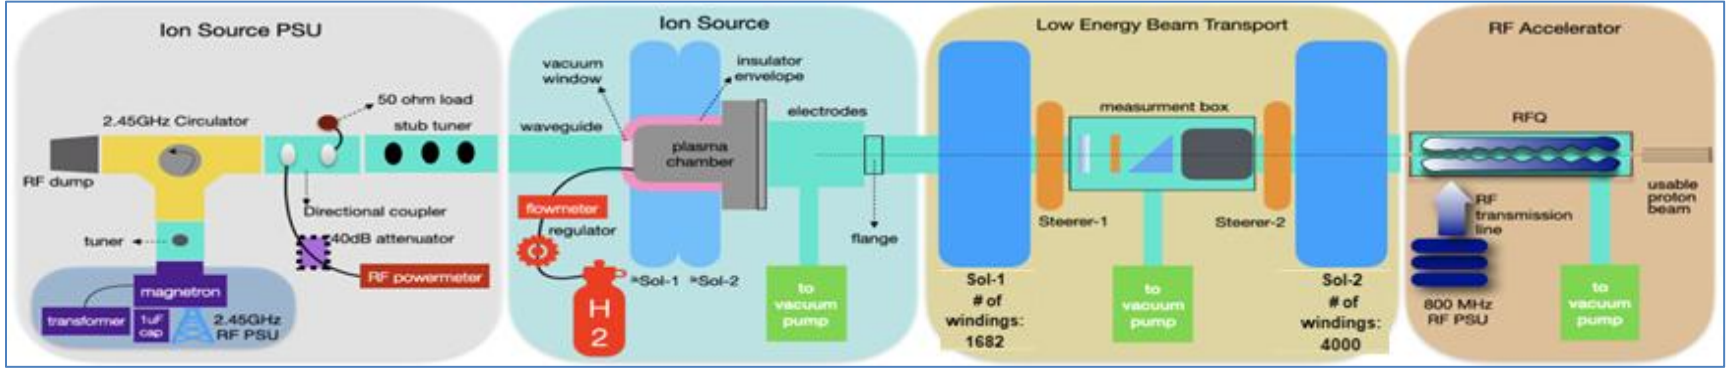 Ion Source PSU
2.45GHz Circulator
50 ohm load
stub tuner
RF dump
Directional coupler
tuner
40dB attenuator
RF powermeter
magnetron
transformer
1uF
cap
2.45GHz
RF PSU
Ion Source
vacuum
window
insulator
envelope
waveguide
electrodes
plasma
chamber
flowmeter
regulator
flange
H
2
Sol-1
Sol-2
to
vacuum
pump
Low Energy Beam Transport
measurment box
Steerer-1
Steerer-2
Sol-1
# of
windings:
1682
to
vacuum
pump
Sol-2
# of
windings:
4000
RF Accelerator
RFQ
RF
transmission
line
usable
proton
beam
800 MHz
RF PSU
to
vacuum
pump